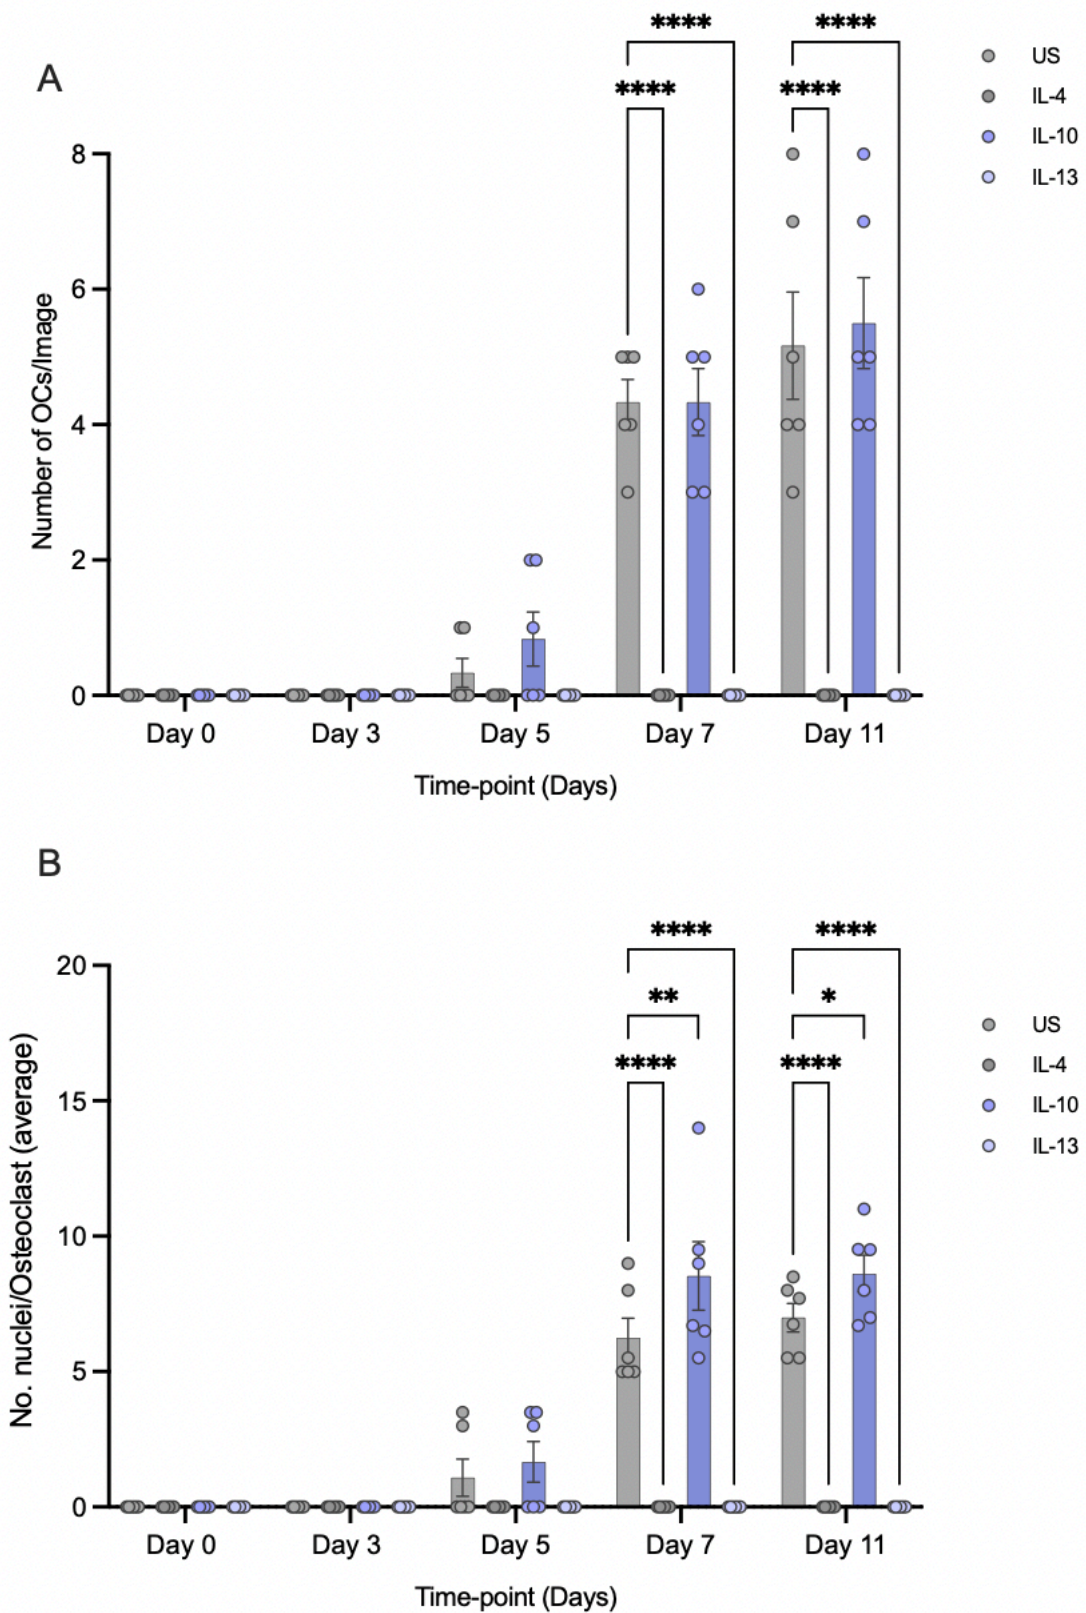 A
****
****
****
****
US
IL-4
IL-10
IL-13
8
6
4
2
0
Number of OCs/Image
Day 0
Day 3
Day 5
Day 7
Day 11
Time-point (Days)
B
****
****
**
*
****
****
US
IL-4
IL-10
IL-13
20
15
10
5
0
No. nuclei/Osteoclast (average)
Day 0
Day 3
Day 5
Day 7
Day 11
Time-point (Days)